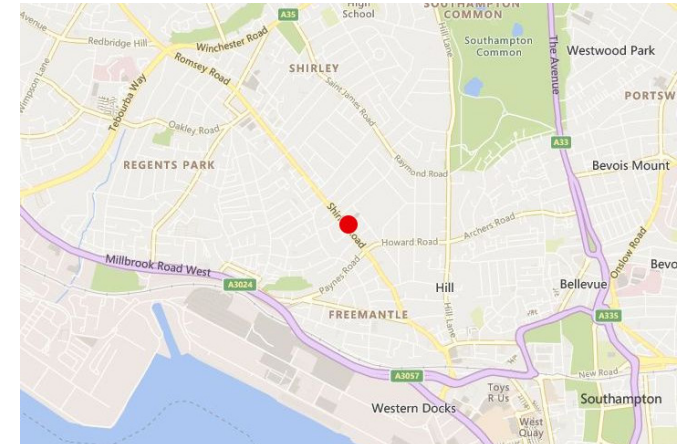 High
School
SOUTHAMPTON
COMMON
A35
Redbridge Hill
Winchester Road
Romsey Road
Southampton
Common
Hill Lane
The Avenue
Westwood Park
SHIRLEY
Tebourba Way
Saint James Road
PORTSW
Oakley Road
REGENTS PARK
Raymond Road
A33
Bevois Mount
Shirley Road
Archers Road
Howard Road
Onslow Road
Millbrook Road West
Paynes Road
Bevo
A3024
Hill
Bellevue
FREEMANTLE
Hill Lane
A335
A3057
New Road
Toys
R Us
Western Docks
Southampton
West
Quay